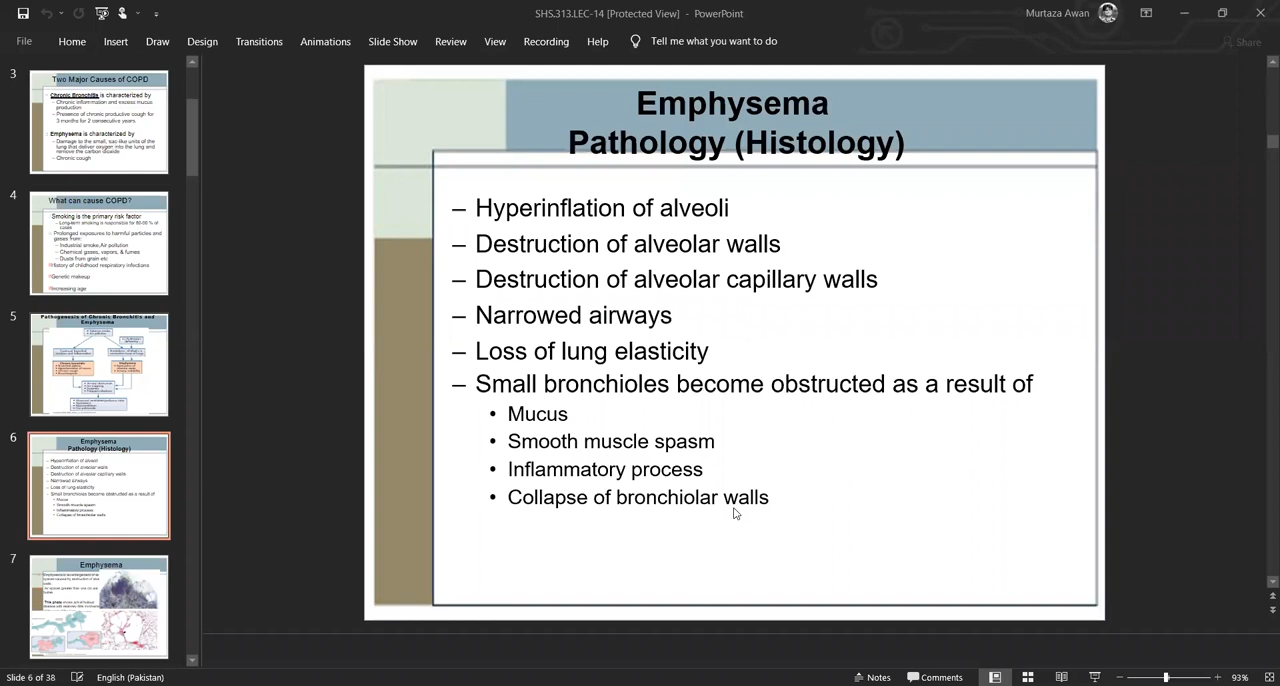 SHS.313.LEC-14 [Protected View] - PowerPoint
Murtaza Awan
File Home Insert Draw Design Transitions Animations Slide Show Review View Recording Help Tell me what you want to do Share
3
Two Major Causes of COPD
Chronic Bronchitis is characterized by
Chronic inflammation and excess mucus
production
Presence of chronic productive cough for
3 months for 2 consecutive years.
Emphysema is characterized by
Damage to the small, sac-like units of the
lung that deliver oxygen into the lung and
remove the carbon dioxide
Chronic cough
4
What can cause COPD?
Smoking is the primary risk factor
Prolonged exposures to harmful particles and
gases from:
Industrial smoke,Air pollution
Chemical gases, vapors, & fumes
Dusts from grain etc
History of childhood respiratory infections
Genetic makeup
Increasing age
5
Pathogenesis of Chronic Bronchitis and
Emphysema
6
Emphysema
Pathology (Histology)
Hyperinflation of alveoli
Destruction of alveolar walls
Destruction of alveolar capillary walls
Narrowed airways
Loss of lung elasticity
Small bronchioles become obstructed as a result of
Mucus
Smooth muscle spasm
Inflammatory process
Collapse of bronchiolar walls
7
Emphysema
Emphysema
Pathology (Histology)
– Hyperinflation of alveoli
– Destruction of alveolar walls
– Destruction of alveolar capillary walls
– Narrowed airways
– Loss of lung elasticity
– Small bronchioles become obstructed as a result of
• Mucus
• Smooth muscle spasm
• Inflammatory process
• Collapse of bronchiolar walls
Slide 6 of 38 English (Pakistan) Notes Comments 93%